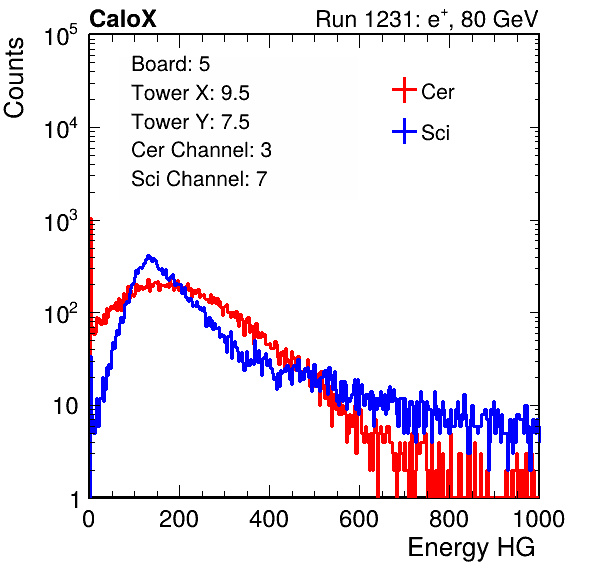 CaloX Run 1231: e⁺, 80 GeV
Board: 5
Tower X: 9.5
Tower Y: 7.5
Cer Channel: 3
Sci Channel: 7
Cer
Sci
Counts
10⁵
10⁴
10³
10²
10
1
0 200 400 600 800 1000
Energy HG